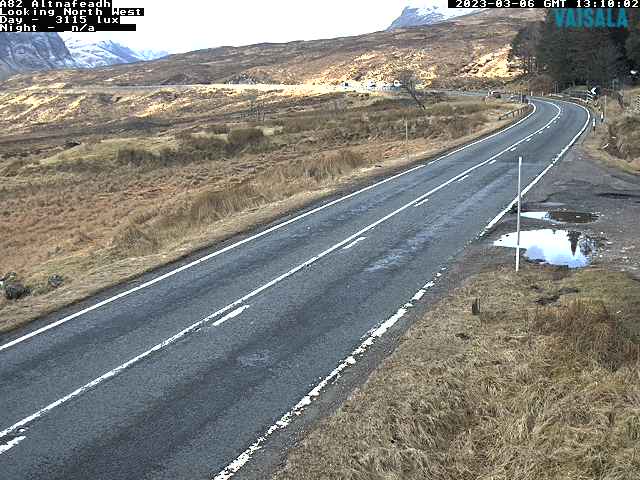 A82 Altnafeadh
Looking North West
Day - 3115 lux
Night - n/a
2023-03-06 GMT 13:10:02
VAISALA